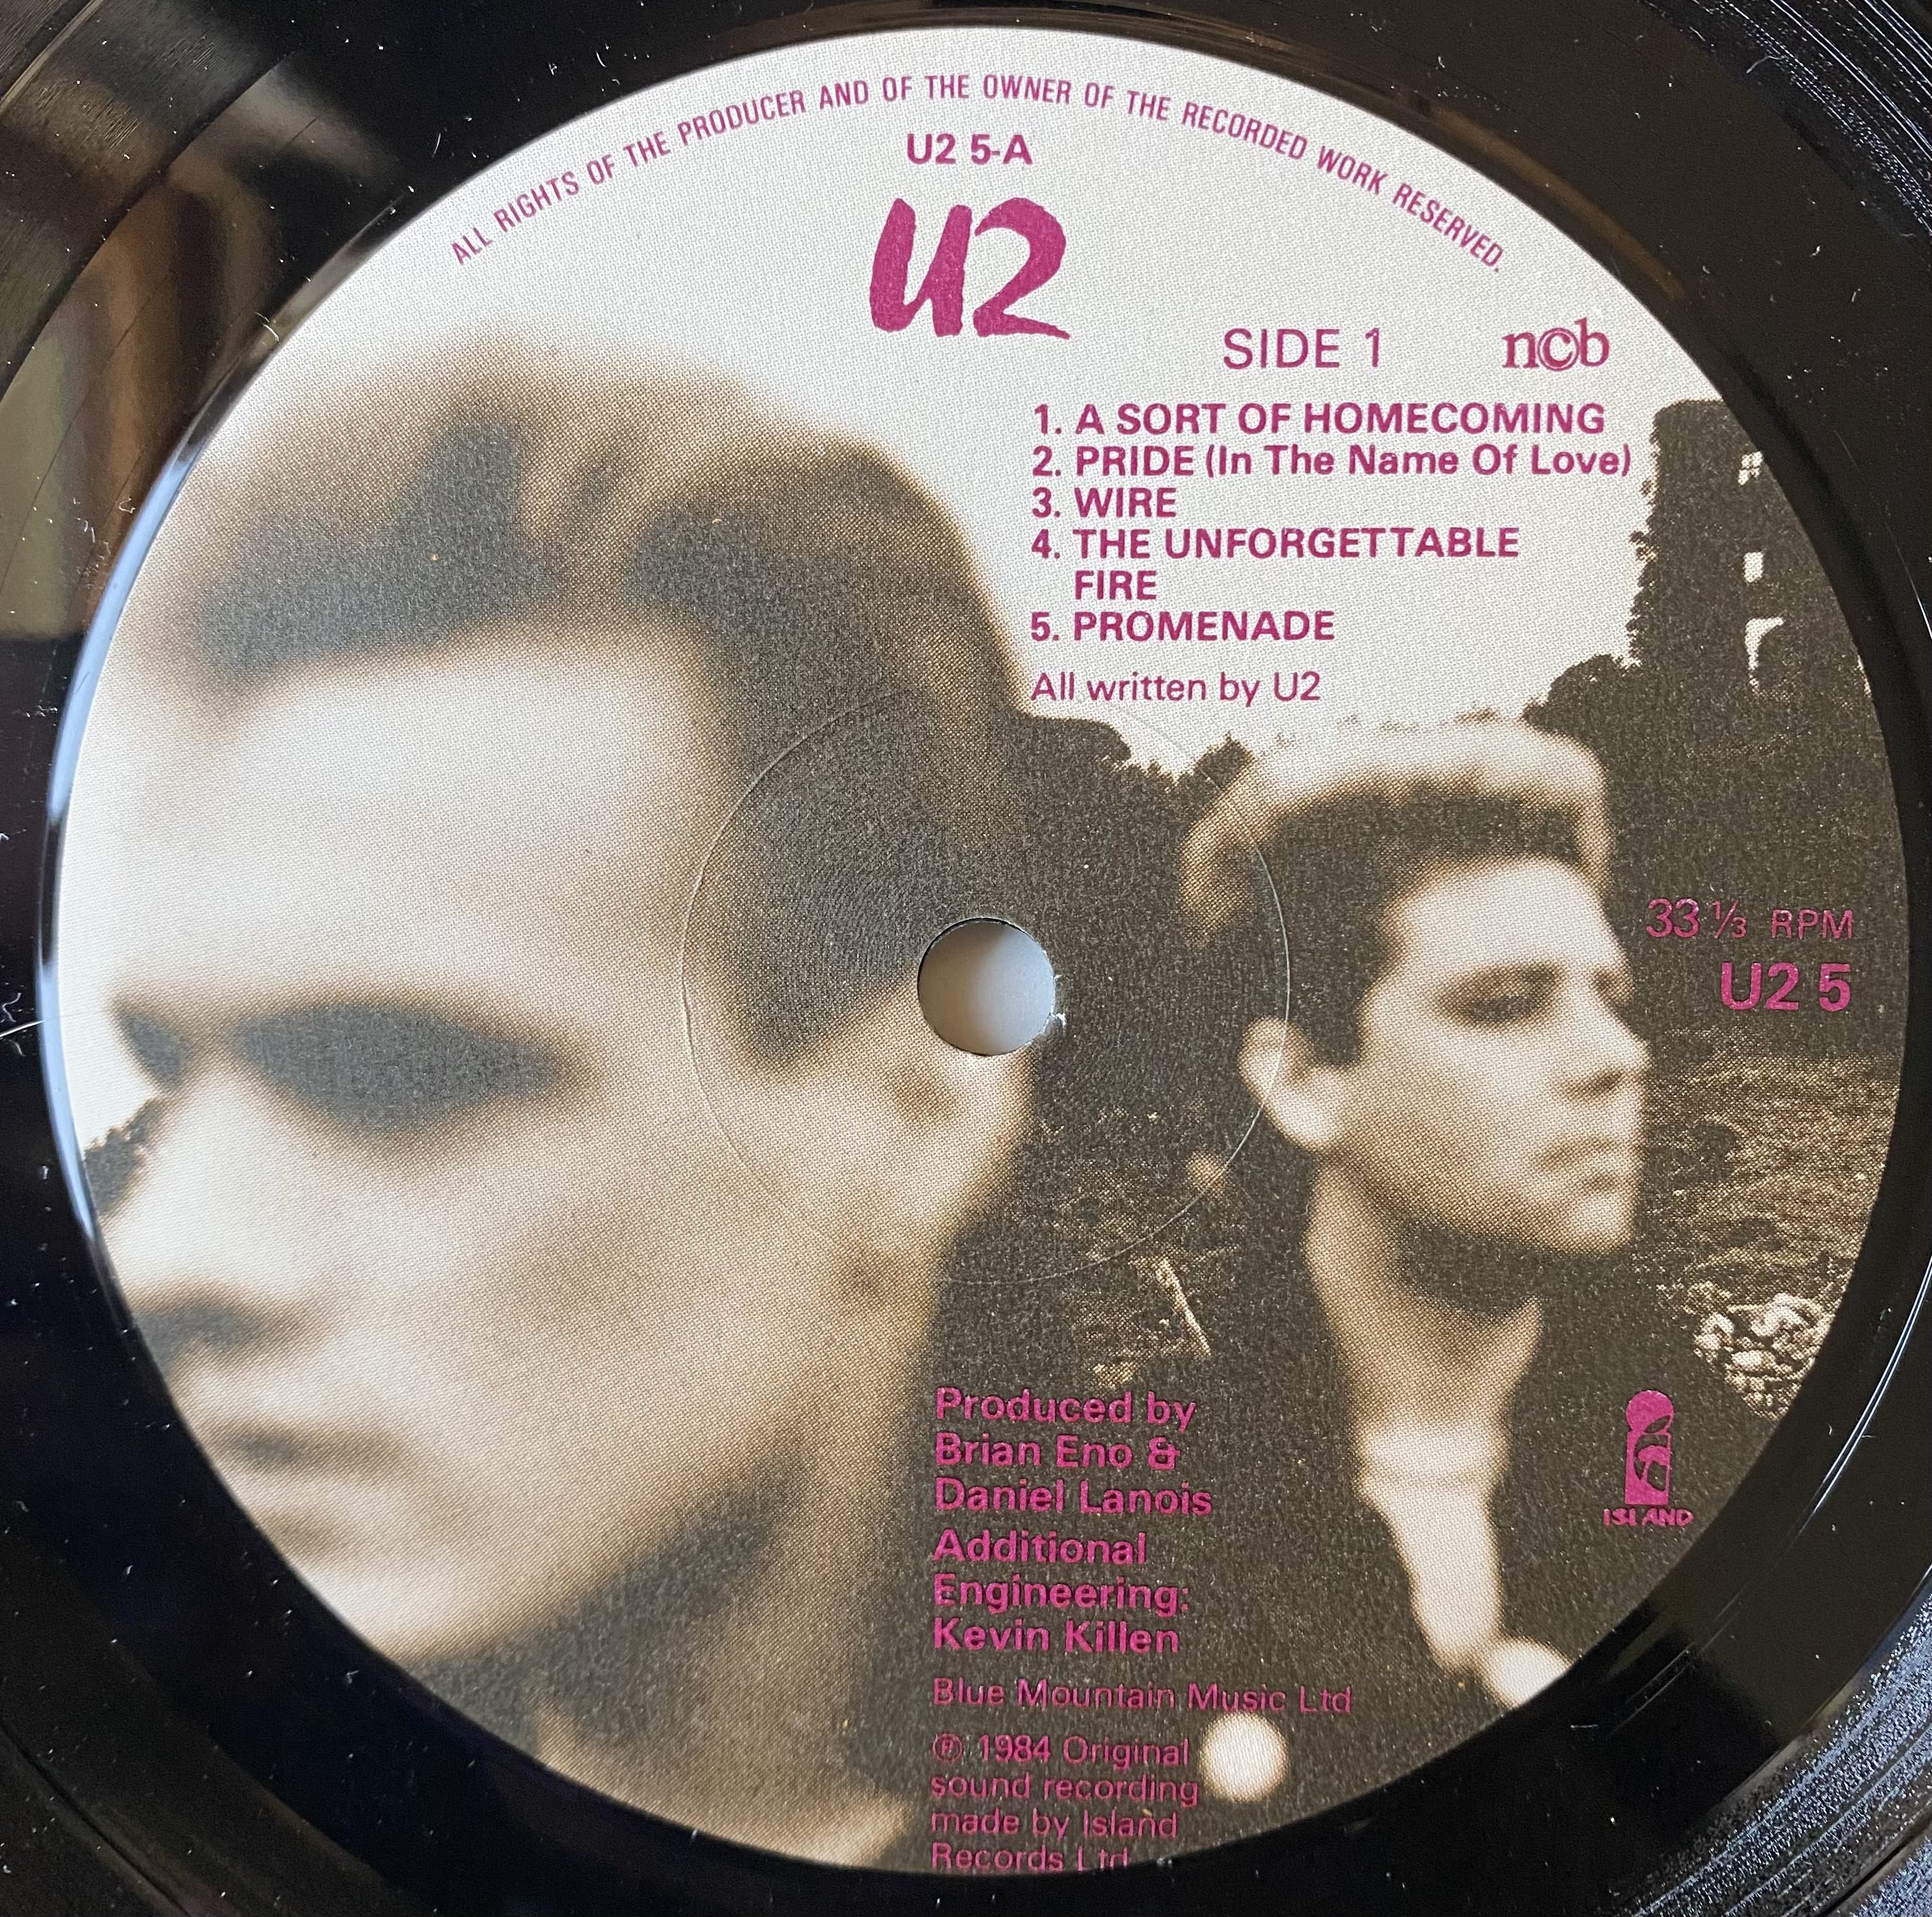 ALL RIGHTS OF THE PRODUCER AND OF THE OWNER OF THE RECORDED WORK RESERVED.
U2 5-A
U2
SIDE 1
n©b
1. A SORT OF HOMECOMING
2. PRIDE (In The Name Of Love)
3. WIRE
4. THE UNFORGETTABLE
FIRE
5. PROMENADE
All written by U2
33 ⅓ RPM
U2 5
Produced by
Brian Eno &
Daniel Lanois
Additional
Engineering:
Kevin Killen
ISLAND
Blue Mountain Music Ltd
℗ 1984 Original
sound recording
made by Island
Records Ltd